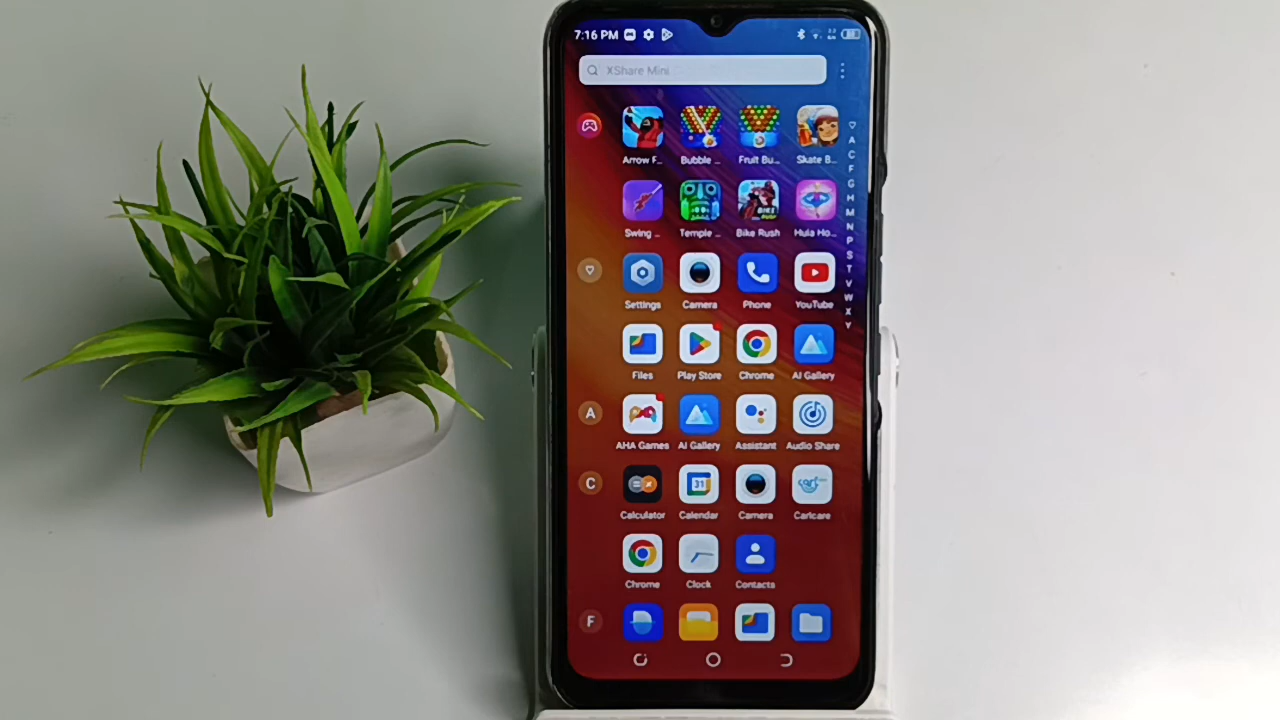 7:16 PM
XShare Mini
Arrow F... Bubble ... Fruit Bu... Skate B...
Swing ... Temple ... Bike Rush Hula Ho...
Settings Camera Phone YouTube
Files Play Store Chrome AI Gallery
A AHA Games AI Gallery Assistant Audio Share
C Calculator Calendar Camera Carlcare
Chrome Clock Contacts
F
A
C
F
G
H
M
N
P
S
T
V
W
X
Y
BIKE
31